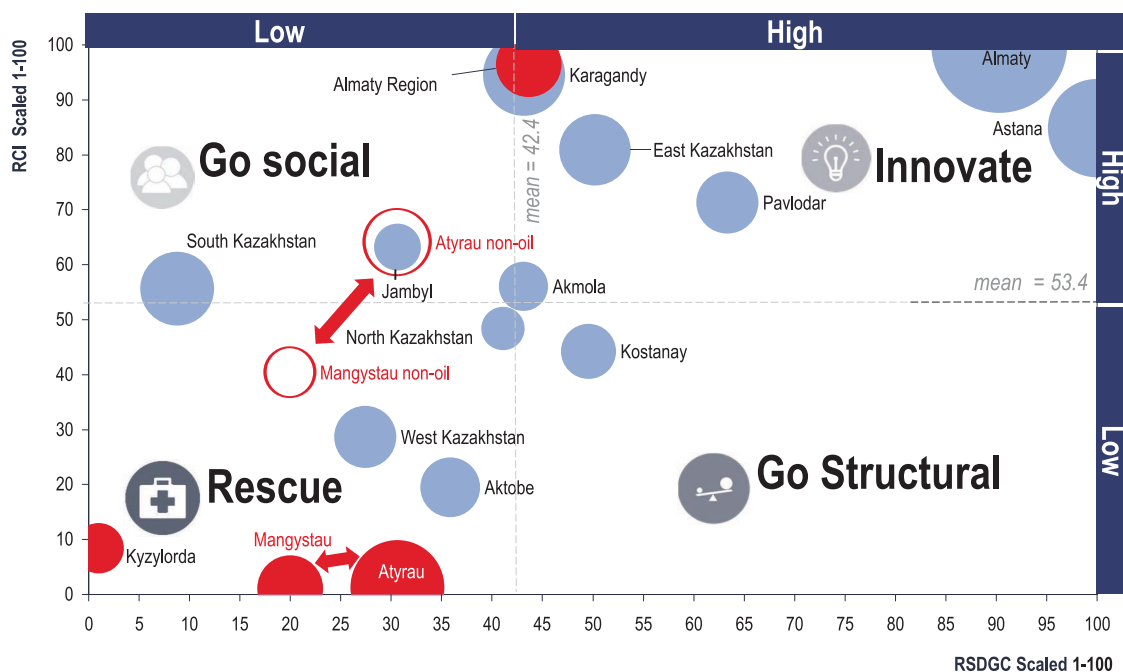 Low
High
RCI Scaled 1-100
100
90
80
70
60
50
40
30
20
10
0
Almaty Region
Karagandy
Almaty
Astana
mean = 42.4
East Kazakhstan
Go social
Innovate
High
Pavlodar
South Kazakhstan
Atyrau non-oil
Jambyl
Akmola
mean = 53.4
North Kazakhstan
Kostanay
Mangystau non-oil
West Kazakhstan
Low
Rescue
Go Structural
Aktobe
Mangystau
Kyzylorda
Atyrau
0 5 10 15 20 25 30 35 40 45 50 55 60 65 70 75 80 85 90 95 100
RSDGC Scaled 1-100